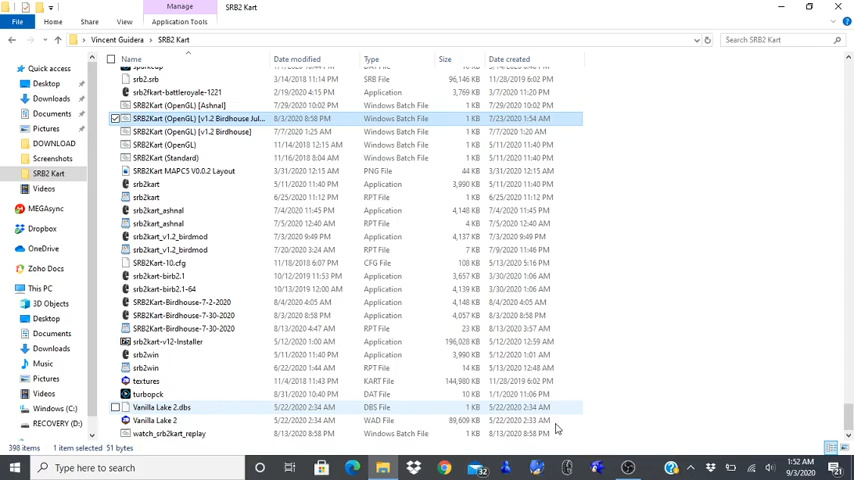 Manage
SRB2 Kart
File Home Share View Application Tools
Vincent Guidera SRB2 Kart
Search SRB2 Kart
Name Date modified Type Size Date created
srb2.srb 3/14/2018 11:14 PM SRB File 96,146 KB 11/28/2019 6:02 PM
srb2fkart-battleroyale-1221 2/19/2020 4:15 PM Application 3,769 KB 3/7/2020 11:20 PM
SRB2Kart (OpenGL) [Ashnal] 7/29/2020 10:02 PM Windows Batch File 1 KB 7/29/2020 10:02 PM
SRB2Kart (OpenGL) [v1.2 Birdhouse Jul... 8/3/2020 8:58 PM Windows Batch File 1 KB 7/23/2020 1:54 AM
SRB2Kart (OpenGL) [v1.2 Birdhouse] 7/7/2020 1:25 AM Windows Batch File 1 KB 7/7/2020 1:20 AM
SRB2Kart (OpenGL) 11/14/2018 12:15 AM Windows Batch File 1 KB 5/11/2020 11:40 PM
SRB2Kart (Standard) 11/16/2018 8:04 AM Windows Batch File 1 KB 5/11/2020 11:40 PM
SRB2Kart MAPC5 V0.0.2 Layout 3/31/2020 12:15 AM PNG File 44 KB 3/31/2020 12:15 AM
srb2kart 5/11/2020 11:40 PM Application 3,990 KB 5/11/2020 11:40 PM
srb2kart 6/25/2020 11:12 PM RPT File 1 KB 6/25/2020 11:12 PM
srb2kart_ashnal 7/4/2020 11:45 PM Application 4,148 KB 7/4/2020 11:45 PM
srb2kart_ashnal 7/5/2020 12:40 AM RPT File 2 KB 7/5/2020 12:40 AM
srb2kart_v1.2_birdmod 7/3/2020 9:49 PM Application 4,137 KB 7/3/2020 9:49 PM
srb2kart_v1.2_birdmod 7/20/2020 3:24 AM RPT File 7 KB 7/9/2020 11:46 PM
SRB2Kart-10.cfg 11/18/2018 6:07 PM CFG File 108 KB 5/13/2020 5:16 PM
srb2kart-birb2.1 10/12/2019 11:53 PM Application 3,657 KB 3/30/2020 1:06 AM
srb2kart-birb2.1-64 10/13/2019 12:00 AM Application 4,139 KB 3/30/2020 1:06 AM
SRB2Kart-Birdhouse-7-2-2020 8/4/2020 4:05 AM Application 4,148 KB 8/4/2020 4:05 AM
SRB2Kart-Birdhouse-7-30-2020 8/3/2020 8:58 PM Application 4,057 KB 8/3/2020 8:58 PM
SRB2Kart-Birdhouse-7-30-2020 8/13/2020 4:47 AM RPT File 23 KB 8/13/2020 3:57 AM
srb2kart-v12-Installer 5/12/2020 1:00 AM Application 196,028 KB 5/12/2020 12:59 AM
srb2win 5/11/2020 11:40 PM Application 3,990 KB 5/12/2020 1:01 AM
srb2win 6/22/2020 1:44 AM RPT File 14 KB 5/13/2020 12:48 AM
textures 11/4/2018 11:43 PM KART File 144,980 KB 11/28/2019 6:02 PM
turbopck 8/31/2020 10:40 PM DAT File 10 KB 1/1/2020 11:06 PM
Vanilla Lake 2.dbs 5/22/2020 2:34 AM DBS File 1 KB 5/22/2020 2:34 AM
Vanilla Lake 2 5/22/2020 2:34 AM WAD File 89,609 KB 5/22/2020 2:33 AM
watch_srb2kart_replay 8/13/2020 8:58 PM Windows Batch File 1 KB 8/13/2020 8:58 PM
Quick access
Desktop
Downloads
Documents
Pictures
DOWNLOAD
Screenshots
SRB2 Kart
Videos
MEGAsync
Dropbox
OneDrive
Zoho Docs
This PC
3D Objects
Desktop
Documents
Downloads
Music
Pictures
Videos
Windows (C:)
RECOVERY (D:)
398 items 1 item selected 51 bytes
Type here to search
32
1:52 AM
9/3/2020